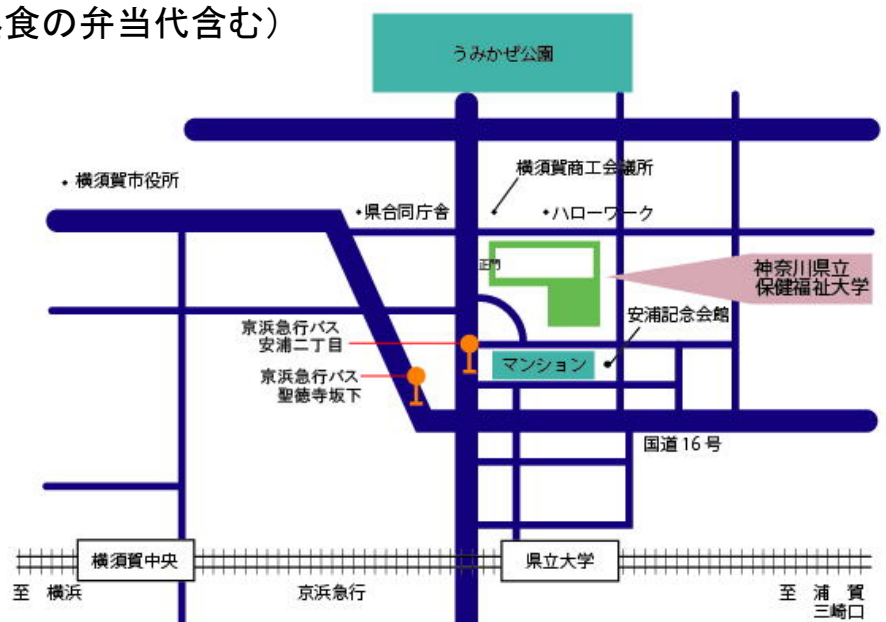 食の弁当代含む）
うみかぜ公園
横須賀商工会議所
・横須賀市役所
・県合同庁舎
・ハローワーク
正門
神奈川県立
保健福祉大学
安浦記念会館
京浜急行バス
安浦二丁目
マンション
京浜急行バス
聖徳寺坂下
国道16号
横須賀中央
県立大学
至 横浜
京浜急行
至 浦 賀
三崎口